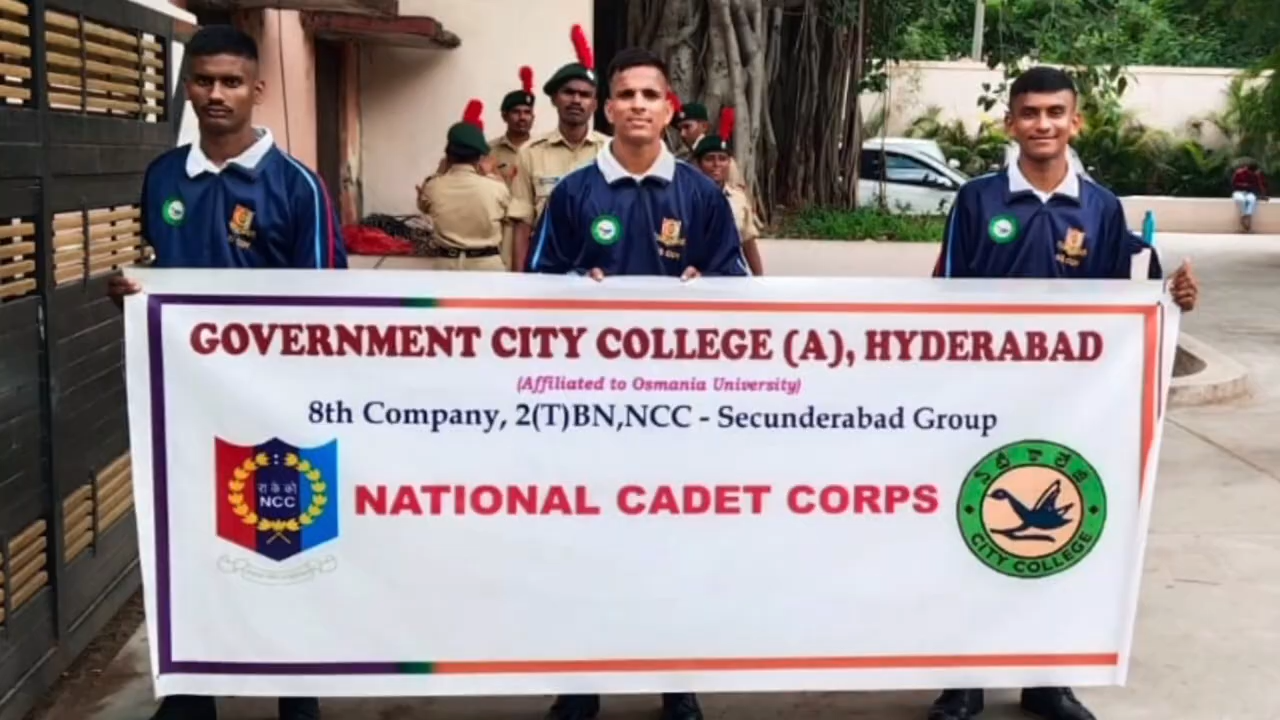 GOVERNMENT CITY COLLEGE (A), HYDERABAD
(Affiliated to Osmania University)
8th Company, 2(T)BN,NCC - Secunderabad Group
रा के को
NCC
NATIONAL CADET CORPS
CITY COLLEGE